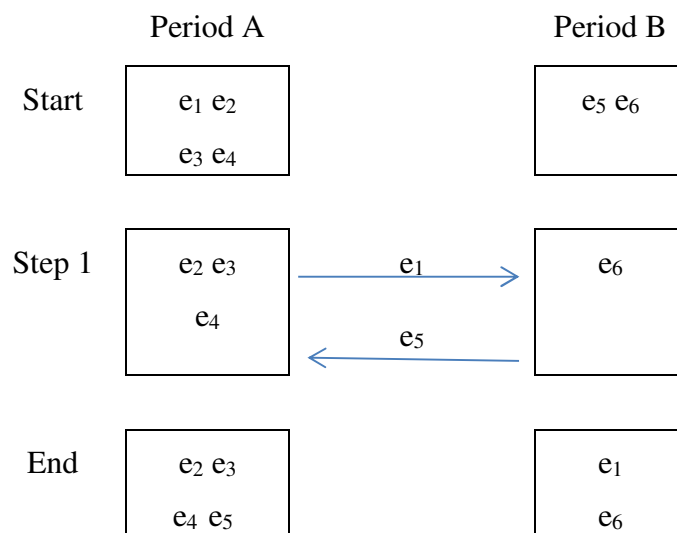 Period A Period B
Start e₁ e₂ e₅ e₆
e₃ e₄
Step 1 e₂ e₃ e₁ e₆
e₄
e₅
End e₂ e₃ e₁
e₄ e₅ e₆